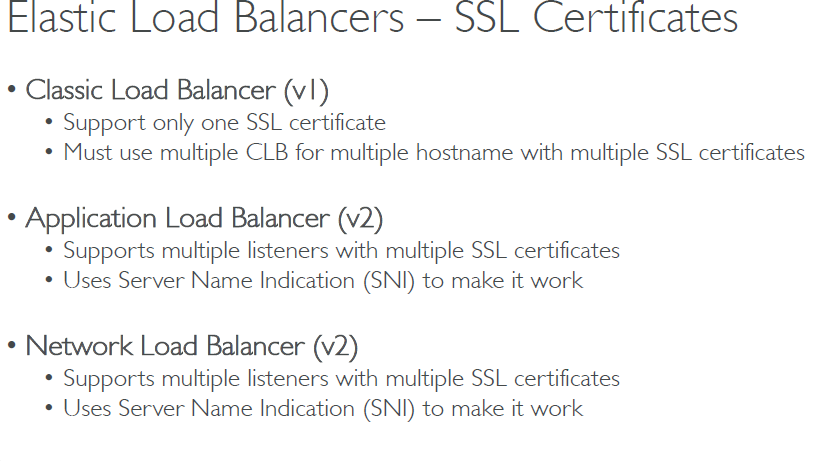 Elastic Load Balancers – SSL Certificates
• Classic Load Balancer (v1)
• Support only one SSL certificate
• Must use multiple CLB for multiple hostname with multiple SSL certificates
• Application Load Balancer (v2)
• Supports multiple listeners with multiple SSL certificates
• Uses Server Name Indication (SNI) to make it work
• Network Load Balancer (v2)
• Supports multiple listeners with multiple SSL certificates
• Uses Server Name Indication (SNI) to make it work